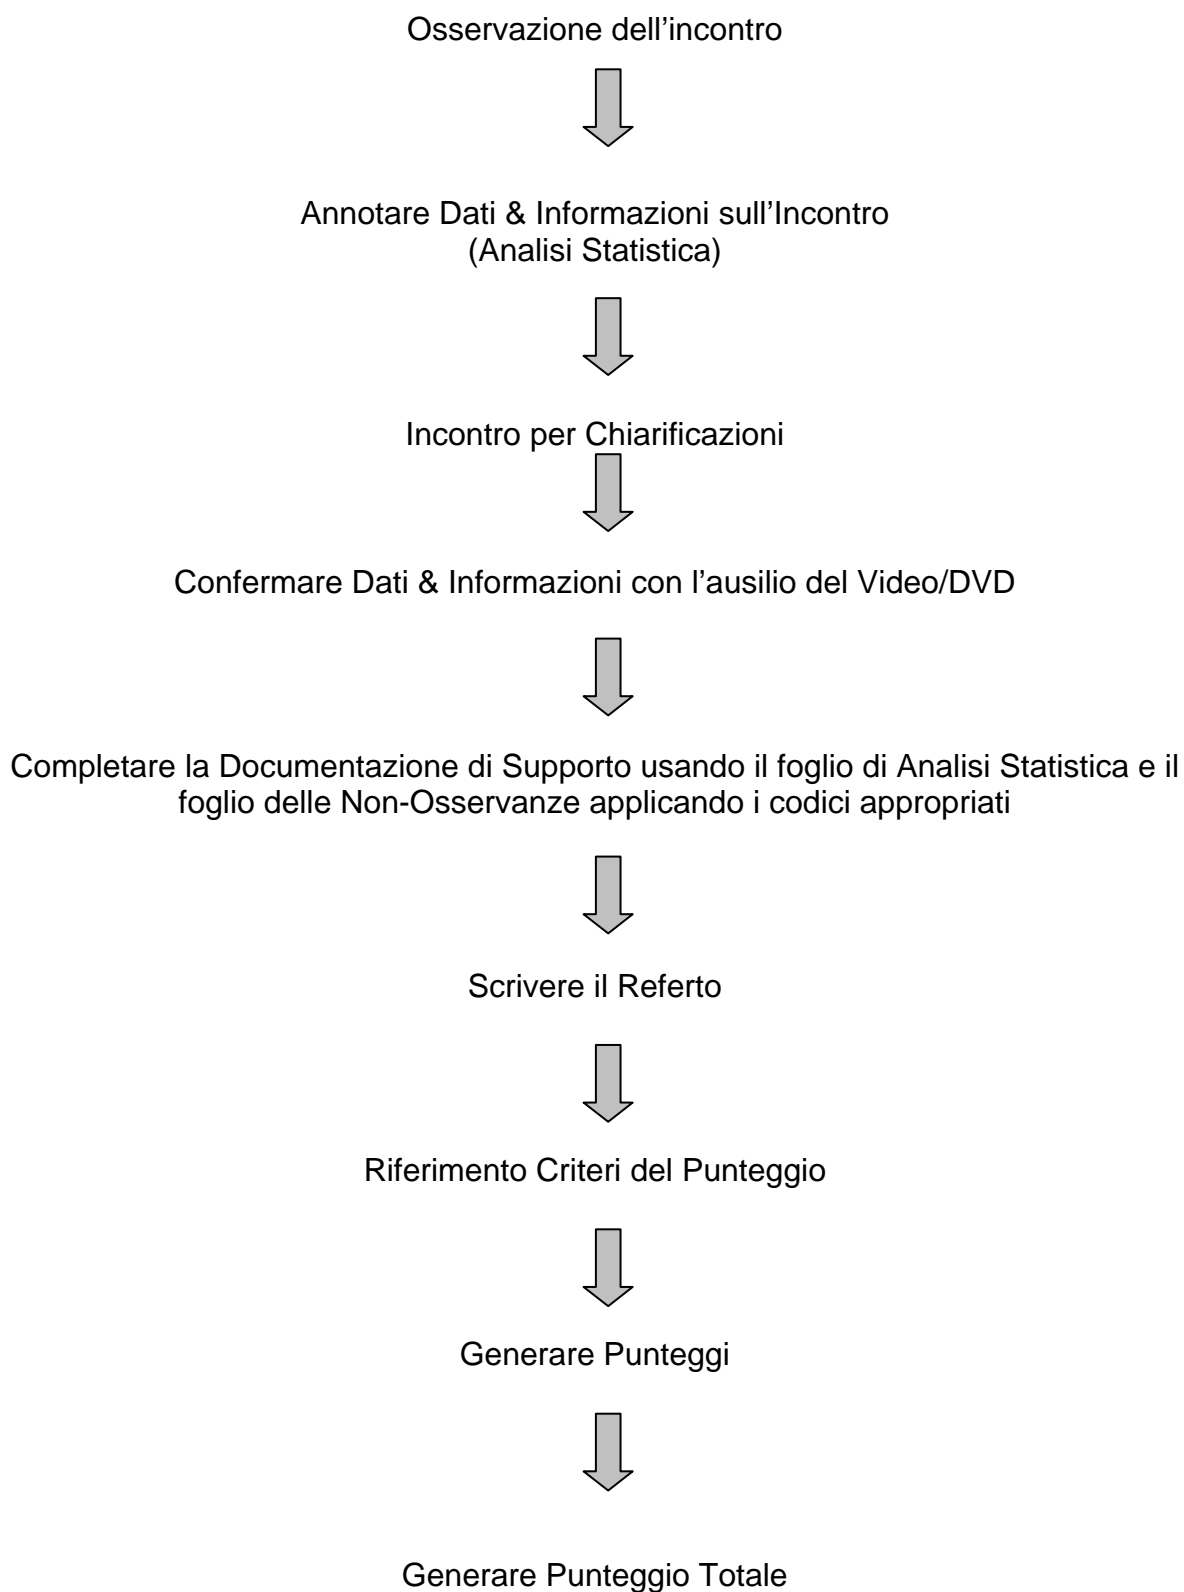 Osservazione dell’incontro
Annotare Dati & Informazioni sull’Incontro
(Analisi Statistica)
Incontro per Chiarificazioni
Confermare Dati & Informazioni con l’ausilio del Video/DVD
Completare la Documentazione di Supporto usando il foglio di Analisi Statistica e il
foglio delle Non-Osservanze applicando i codici appropriati
Scrivere il Referto
Riferimento Criteri del Punteggio
Generare Punteggi
Generare Punteggio Totale